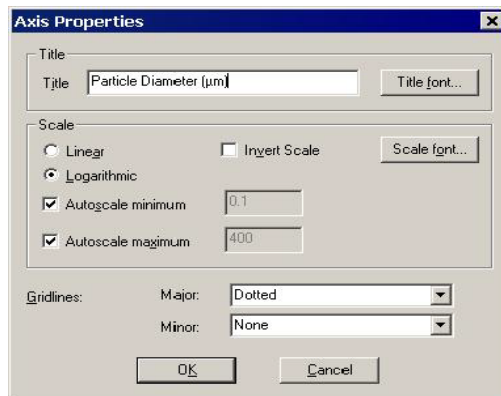 Axis Properties
Title
Title Particle Diameter (µm) Title font...
Scale
Linear Invert Scale Scale font...
Logarithmic
Autoscale minimum 0.1
Autoscale maximum 400
Gridlines: Major: Dotted
Minor: None
OK Cancel